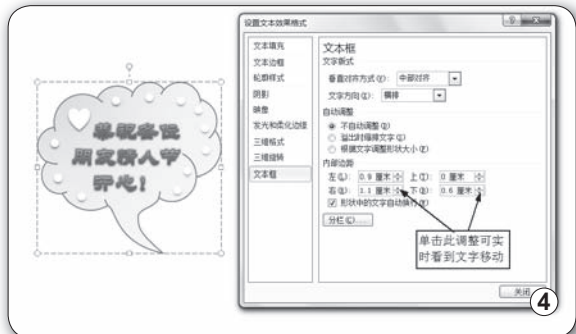 恭祝各位
朋友情人节
开心!
设置文本效果格式
文本填充
文本边框
轮廓样式
阴影
映像
发光和柔化边缘
三维格式
三维旋转
文本框
文本框
文字版式
垂直对齐方式(V): 中部对齐
文字方向(X): 横排
自动调整
不自动调整(D)
溢出时缩排文字(S)
根据文字调整形状大小(F)
内部边距
左(L): 0.9 厘米 上(T): 0 厘米
右(R): 1.1 厘米 下(B): 0.6 厘米
形状中的文字自动换行(W)
分栏(C)...
单击此调整可实
时看到文字移动
关闭
4